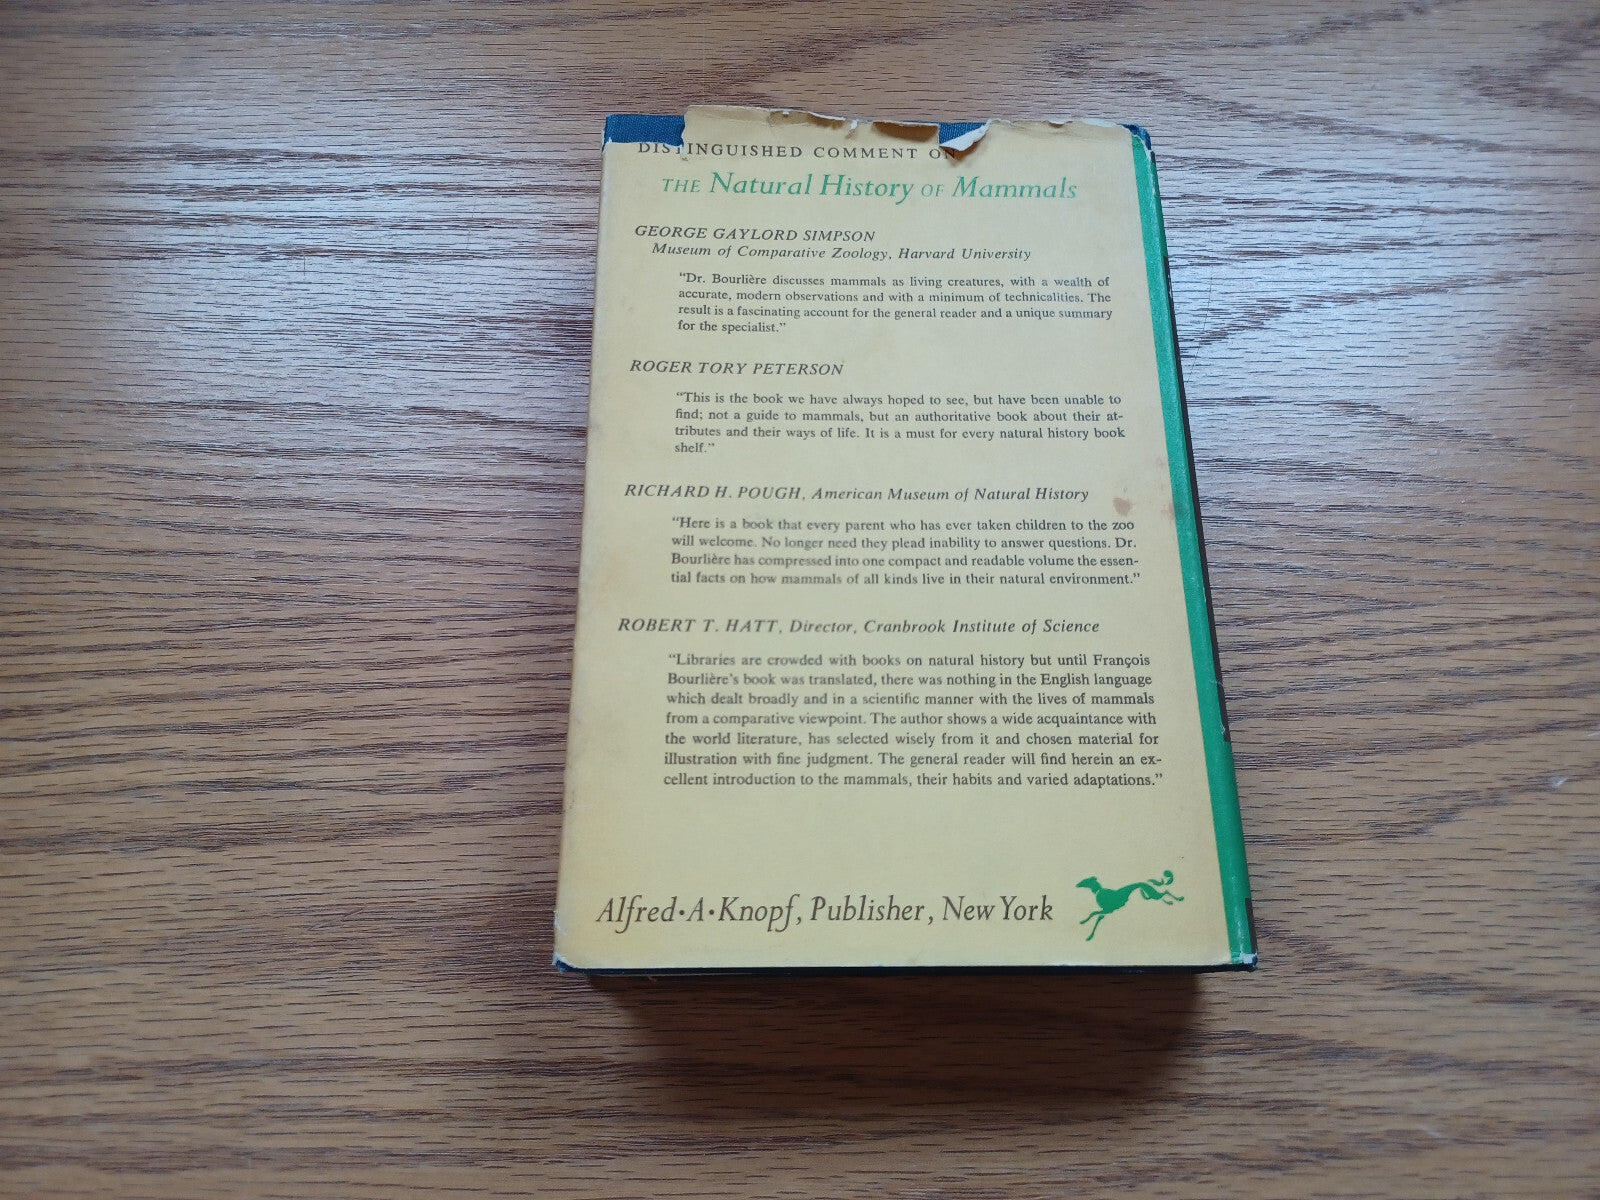 DISTINGUISHED COMMENT ON
THE Natural History OF Mammals
GEORGE GAYLORD SIMPSON
Museum of Comparative Zoology, Harvard University
“Dr. Bourlière discusses mammals as living creatures, with a wealth of
accurate, modern observations and with a minimum of technicalities. The
result is a fascinating account for the general reader and a unique summary
for the specialist.”
ROGER TORY PETERSON
“This is the book we have always hoped to see, but have been unable to
find; not a guide to mammals, but an authoritative book about their at-
tributes and their ways of life. It is a must for every natural history book
shelf.”
RICHARD H. POUGH, American Museum of Natural History
“Here is a book that every parent who has ever taken children to the zoo
will welcome. No longer need they plead inability to answer questions. Dr.
Bourlière has compressed into one compact and readable volume the essen-
tial facts on how mammals of all kinds live in their natural environment.”
ROBERT T. HATT, Director, Cranbrook Institute of Science
“Libraries are crowded with books on natural history but until François
Bourlière's book was translated, there was nothing in the English language
which dealt broadly and in a scientific manner with the lives of mammals
from a comparative viewpoint. The author shows a wide acquaintance with
the world literature, has selected wisely from it and chosen material for
illustration with fine judgment. The general reader will find herein an ex-
cellent introduction to the mammals, their habits and varied adaptations.”
Alfred·A·Knopf, Publisher, New York